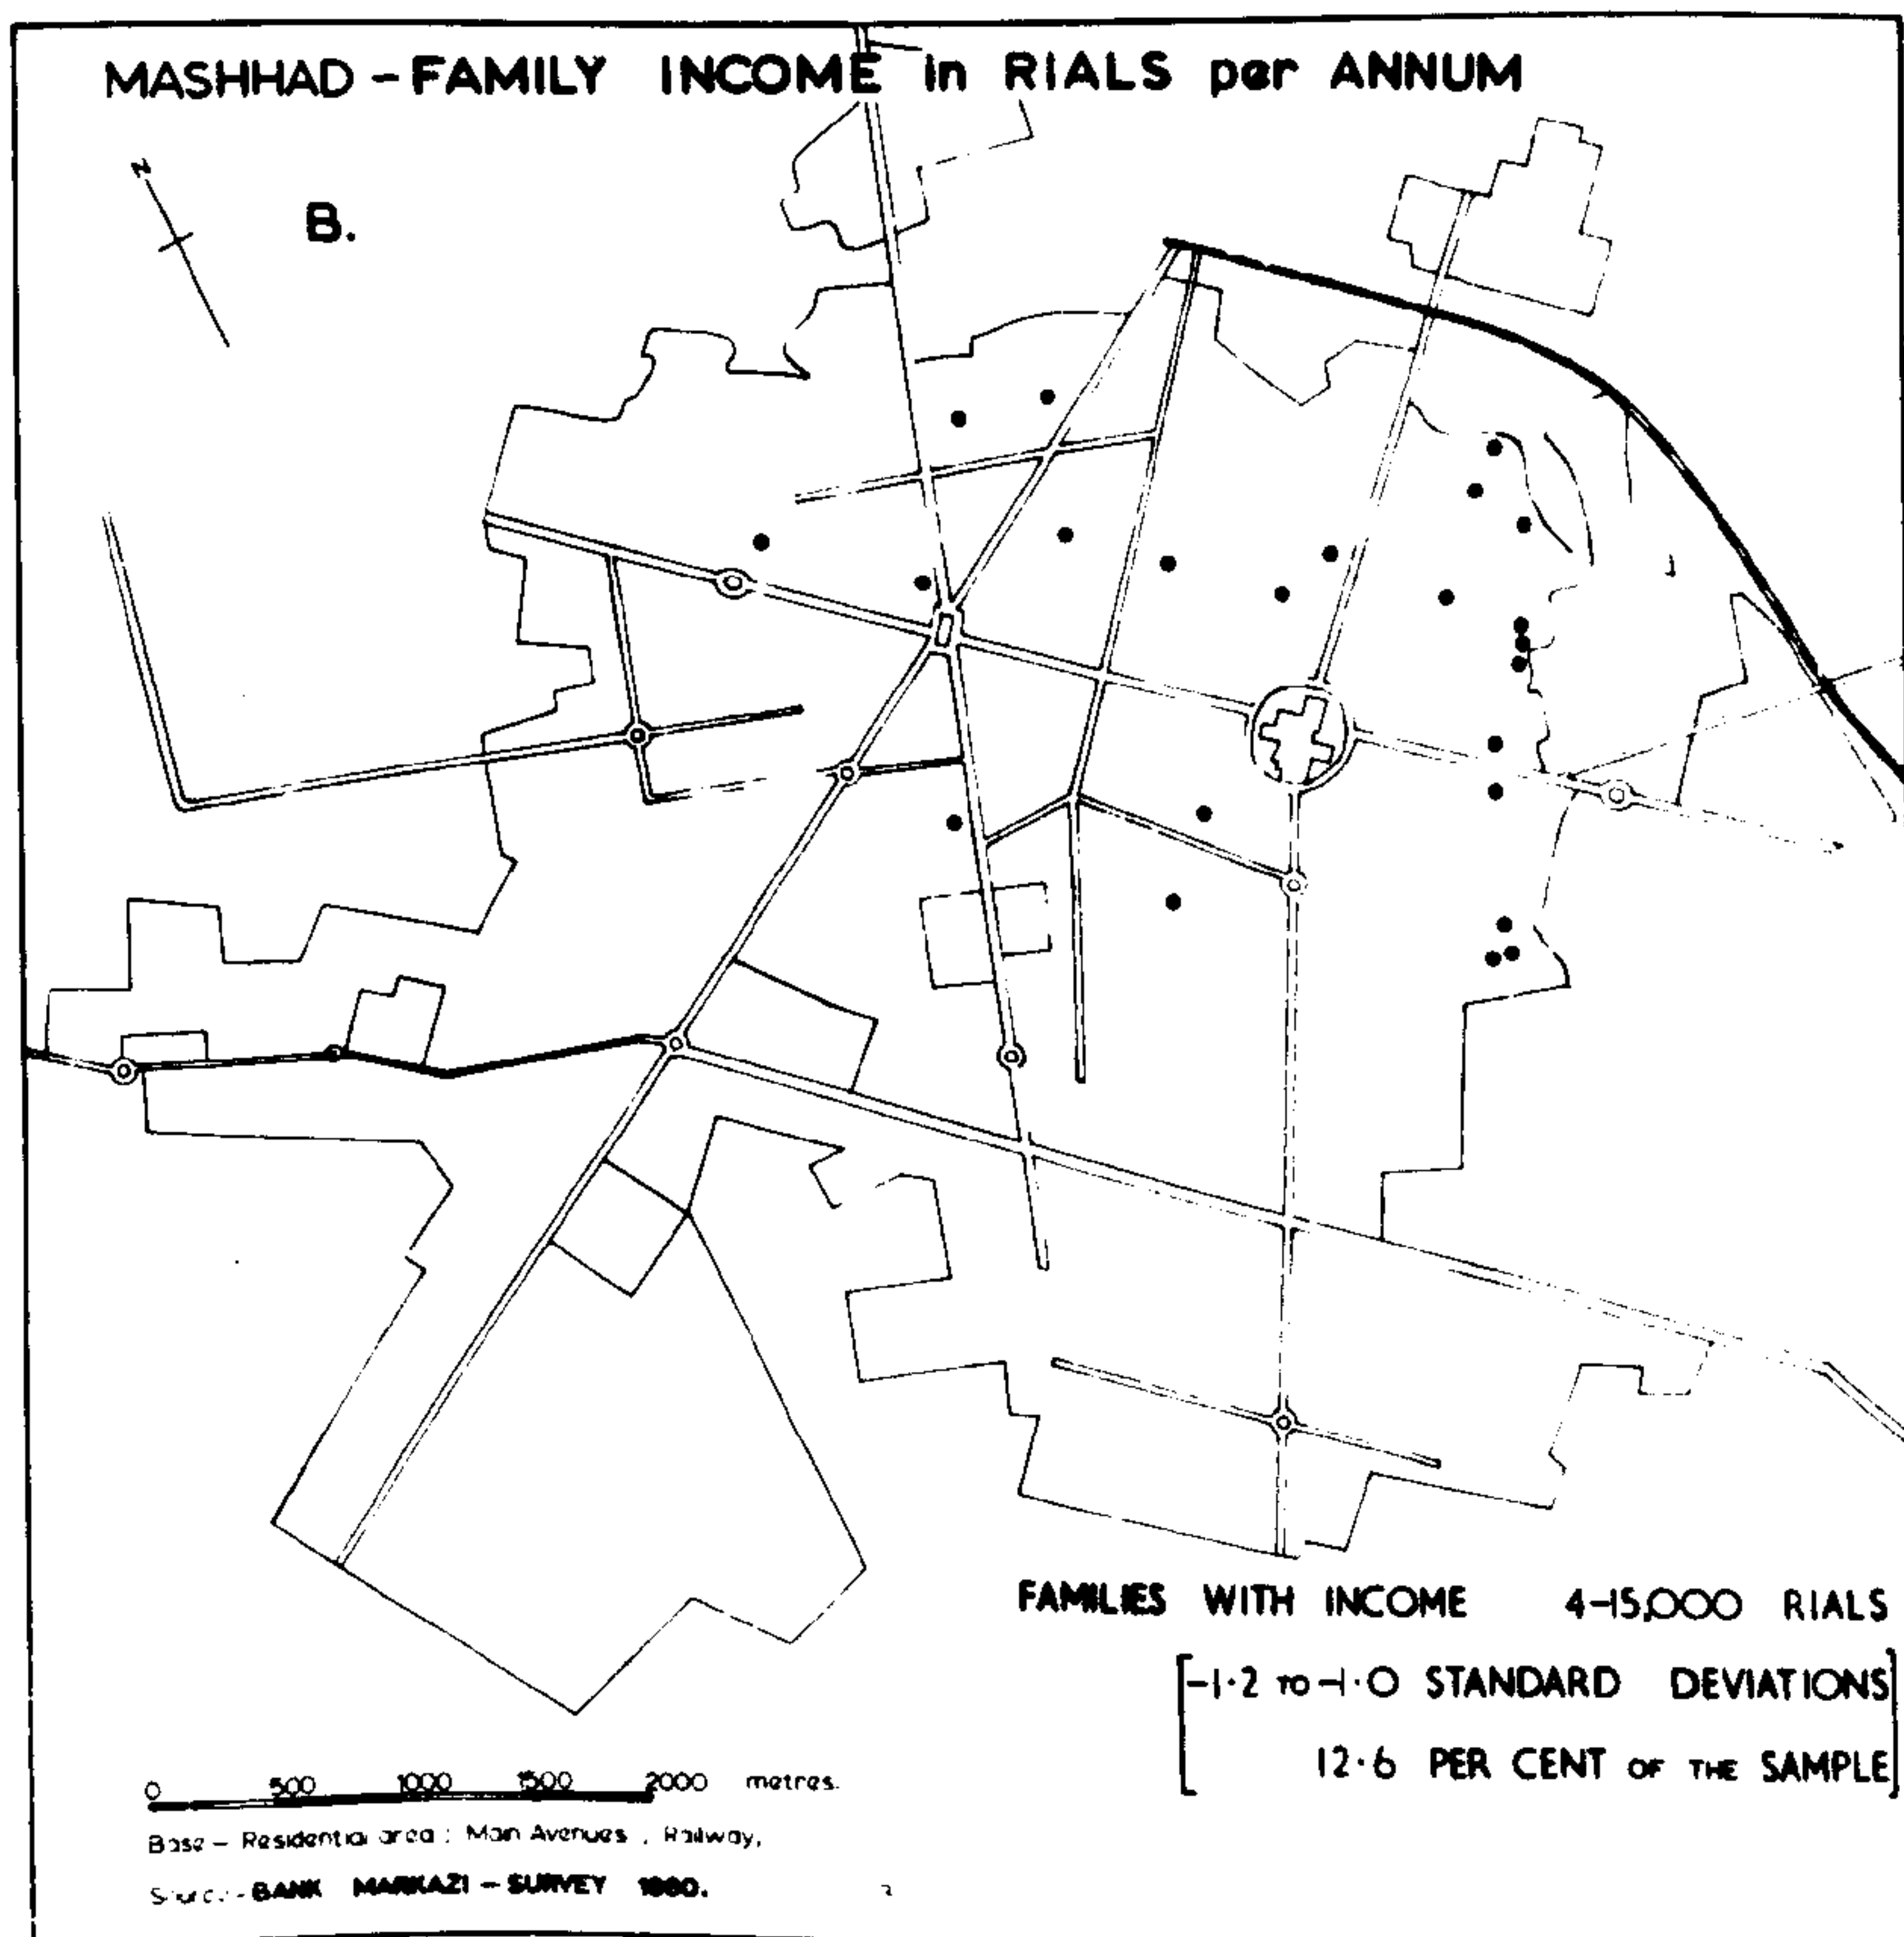 MASHHAD - FAMILY INCOME in RIALS per ANNUM
N
B.
FAMILIES WITH INCOME 4-15,000 RIALS
[-1·2 TO -1·0 STANDARD DEVIATIONS]
12·6 PER CENT OF THE SAMPLE
0 500 1000 1500 2000 metres.
Base - Residential area : Main Avenues , Railway,
Source - BANK MARKAZI - SURVEY